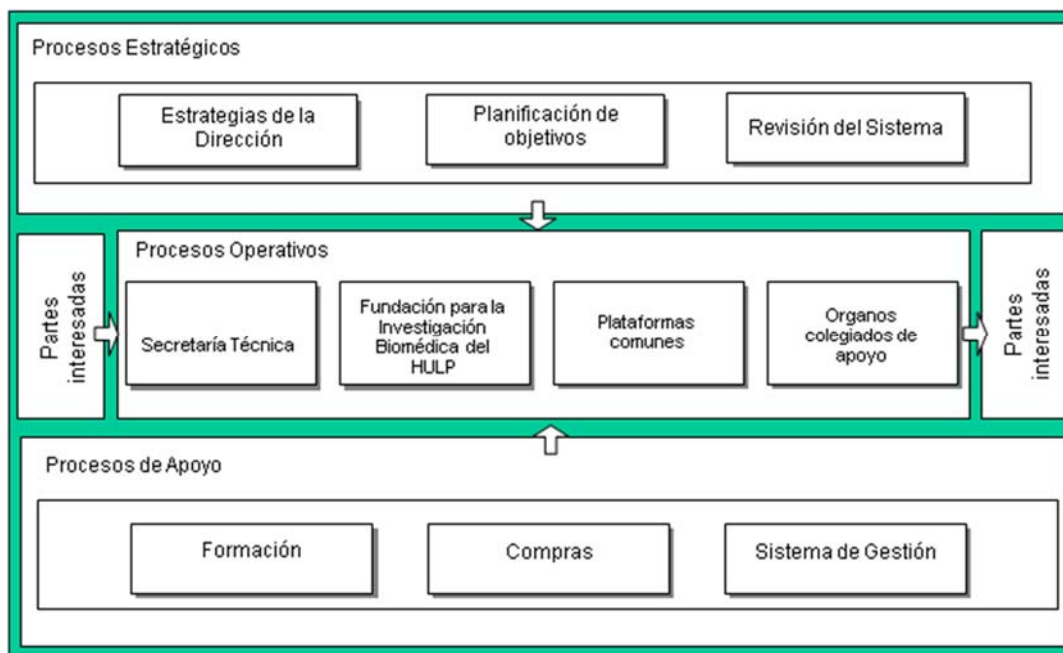 Procesos Estratégicos
Estrategias de la
Dirección
Planificación de
objetivos
Revisión del Sistema
Partes
interesadas
Procesos Operativos
Secretaría Técnica
Fundación para la
Investigación
Biomédica del
HULP
Plataformas
comunes
Organos
colegiados de
apoyo
Partes
interesadas
Procesos de Apoyo
Formación
Compras
Sistema de Gestión